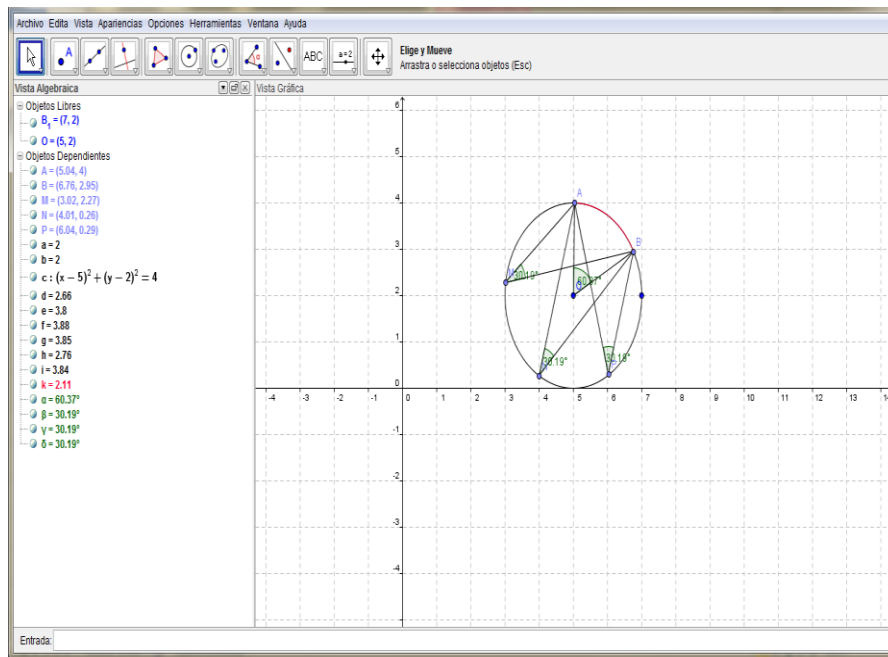 Archivo Edita Vista Apariencias Opciones Herramientas Ventana Ayuda
A
ABC
a=2
Elige y Mueve
Arrastra o selecciona objetos (Esc)
Vista Algebraica
Vista Gráfica
Objetos Libres
B₁ = (7, 2)
O = (5, 2)
Objetos Dependientes
A = (5.04, 4)
B = (6.76, 2.95)
M = (3.02, 2.27)
N = (4.01, 0.26)
P = (6.04, 0.29)
a = 2
b = 2
c : (x − 5)² + (y − 2)² = 4
d = 2.66
e = 3.8
f = 3.88
g = 3.85
h = 2.76
i = 3.84
k = 2.11
α = 60.37°
β = 30.19°
γ = 30.19°
δ = 30.19°
6
5
4
3
2
1
0
-1
-2
-3
-4
-4 -3 -2 -1 0 1 2 3 4 5 6 7 8 9 10 11 12 13 14
A
B
30.19°
60.37°
30.19°
30.19°
Entrada: